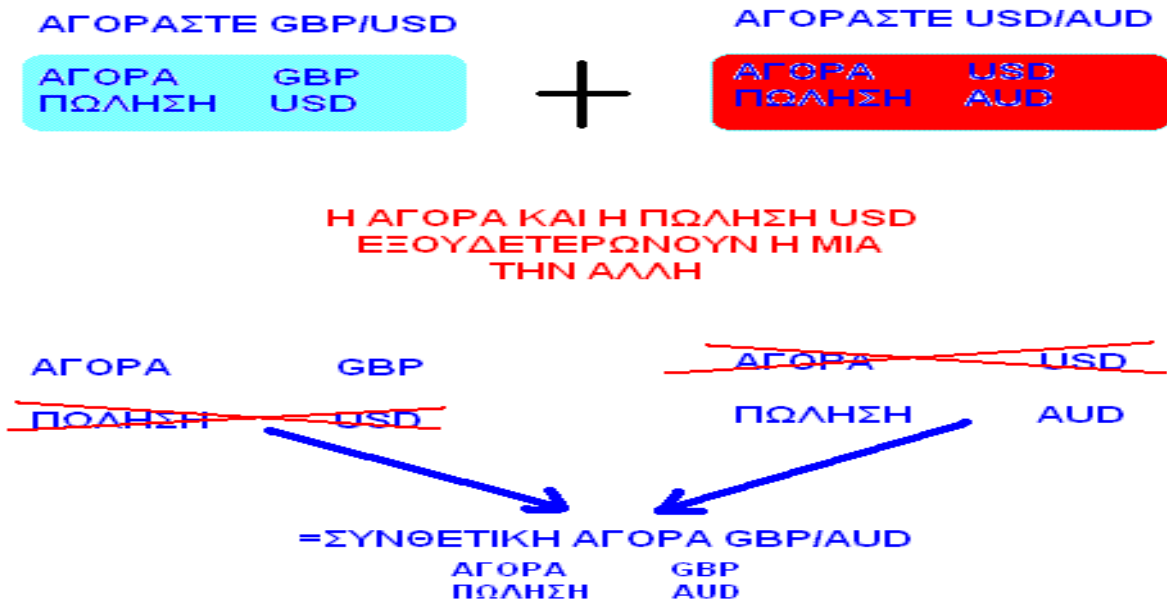 ΑΓΟΡΑΣΤΕ GBP/USD
ΑΓΟΡΑ GBP
ΠΩΛΗΣΗ USD
ΑΓΟΡΑΣΤΕ USD/AUD
ΑΓΟΡΑ USD
ΠΩΛΗΣΗ AUD
Η ΑΓΟΡΑ ΚΑΙ Η ΠΩΛΗΣΗ USD
ΕΞΟΥΔΕΤΕΡΩΝΟΥΝ Η ΜΙΑ
ΤΗΝ ΑΛΛΗ
ΑΓΟΡΑ GBP
ΠΩΛΗΣΗ USD
ΑΓΟΡΑ USD
ΠΩΛΗΣΗ AUD
=ΣΥΝΘΕΤΙΚΗ ΑΓΟΡΑ GBP/AUD
ΑΓΟΡΑ GBP
ΠΩΛΗΣΗ AUD